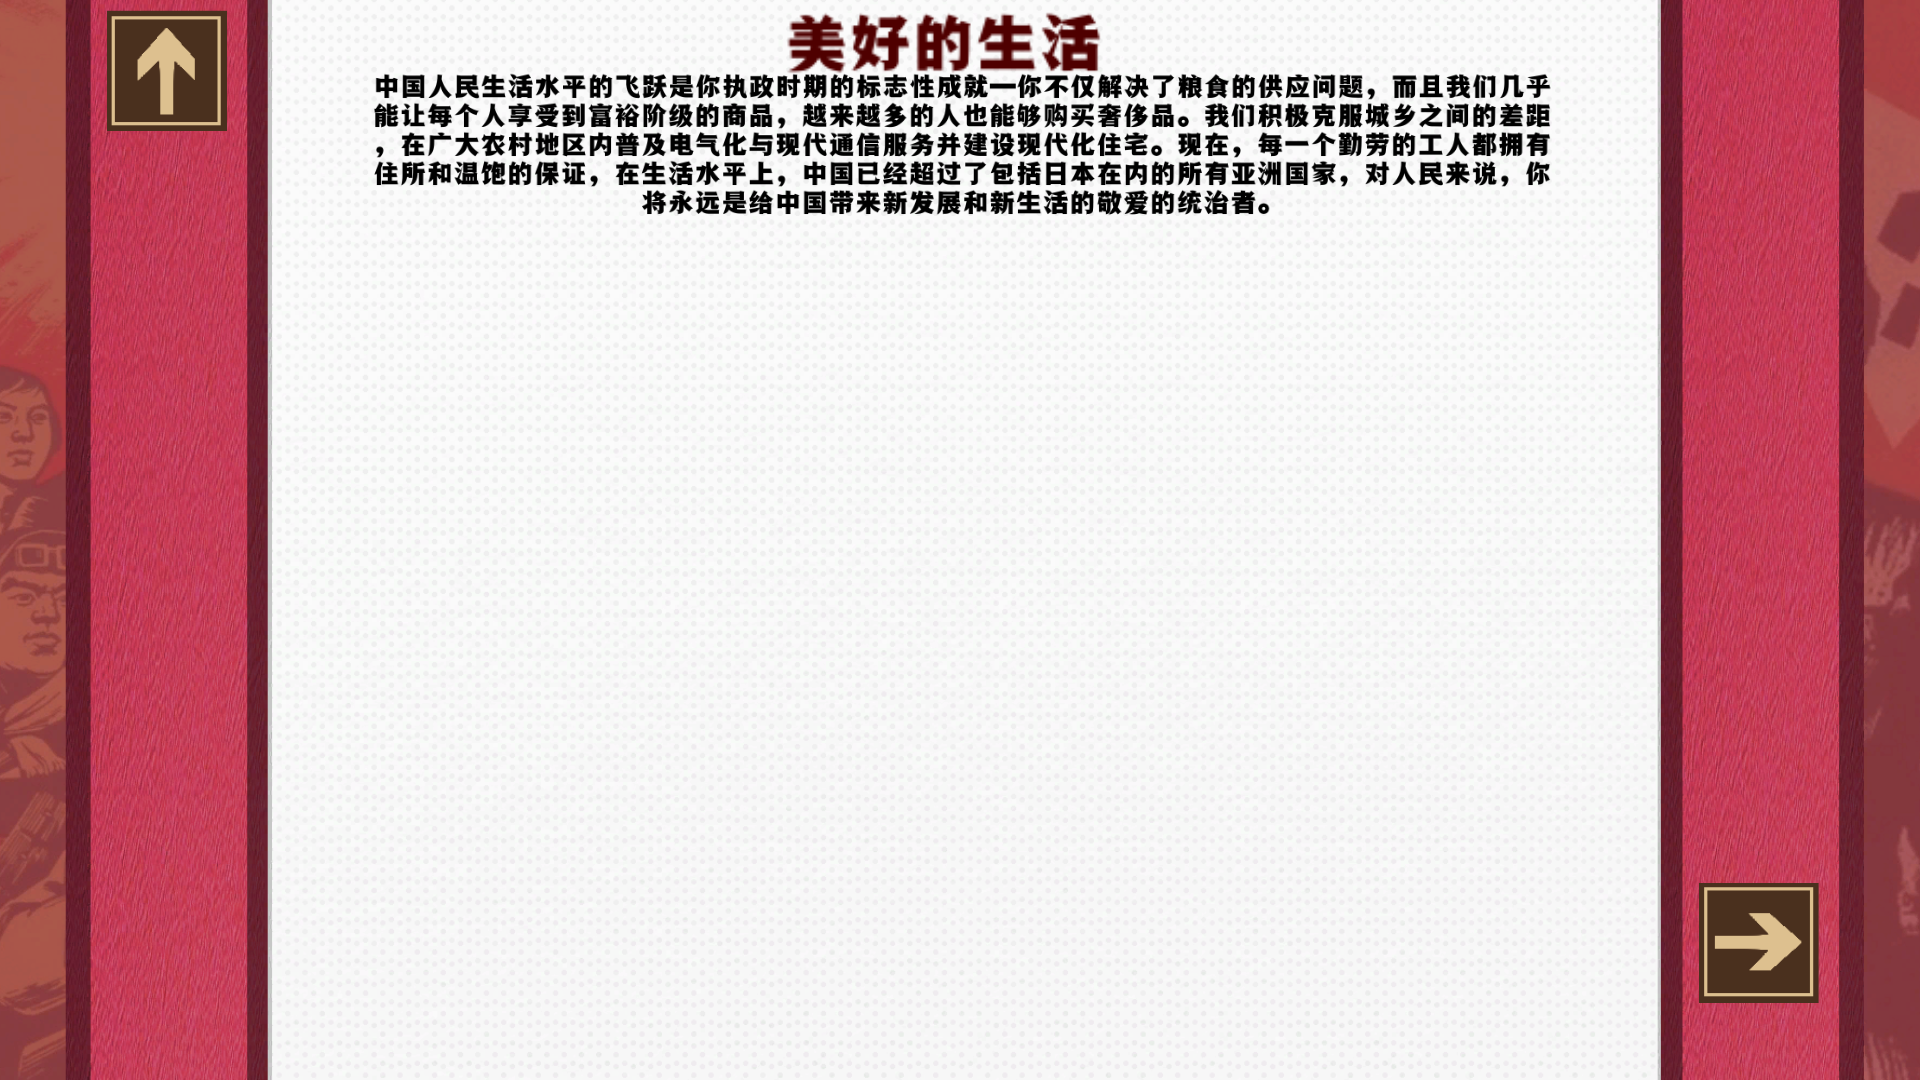 美好的生活
中国人民生活水平的飞跃是你执政时期的标志性成就一你不仅解决了粮食的供应问题，而且我们几乎
能让每个人享受到富裕阶级的商品，越来越多的人也能够购买奢侈品。我们积极克服城乡之间的差距
，在广大农村地区内普及电气化与现代通信服务并建设现代化住宅。现在，每一个勤劳的工人都拥有
住所和温饱的保证，在生活水平上，中国已经超过了包括日本在内的所有亚洲国家，对人民来说，你
将永远是给中国带来新发展和新生活的敬爱的统治者。